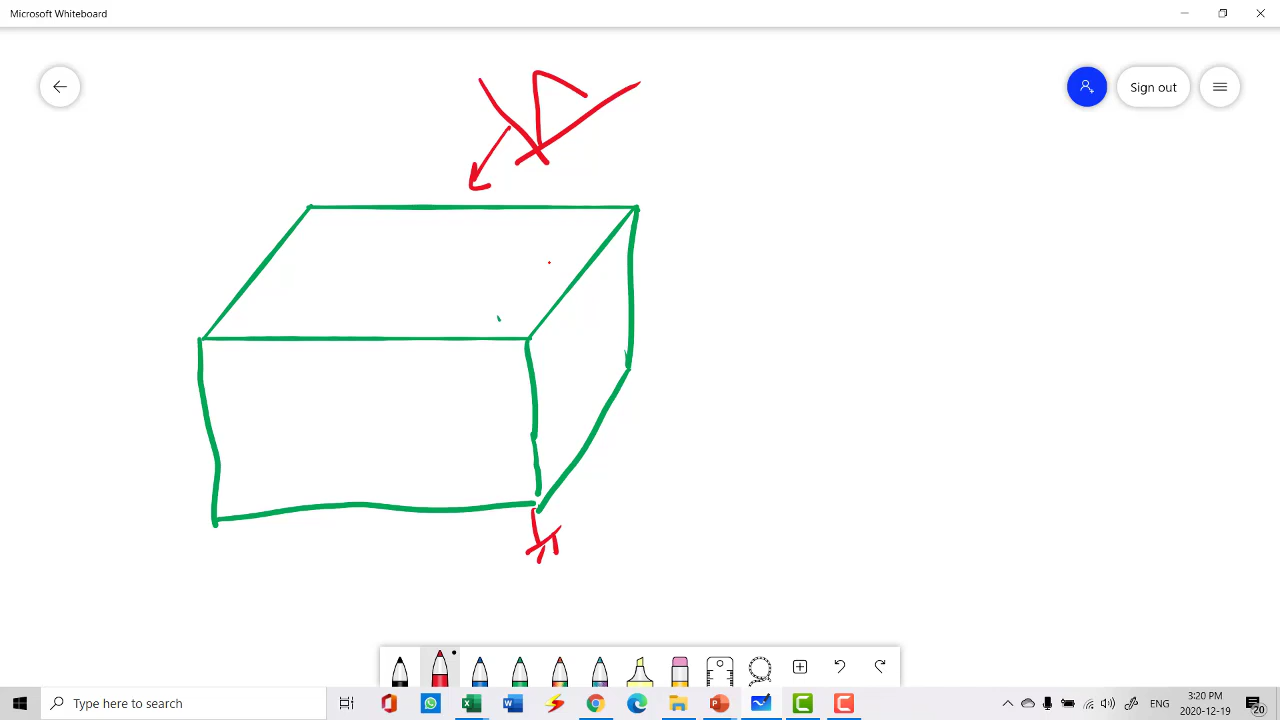 Microsoft Whiteboard
Sign out
Type here to search
ENG
3:20 PM
2020-12-19
20